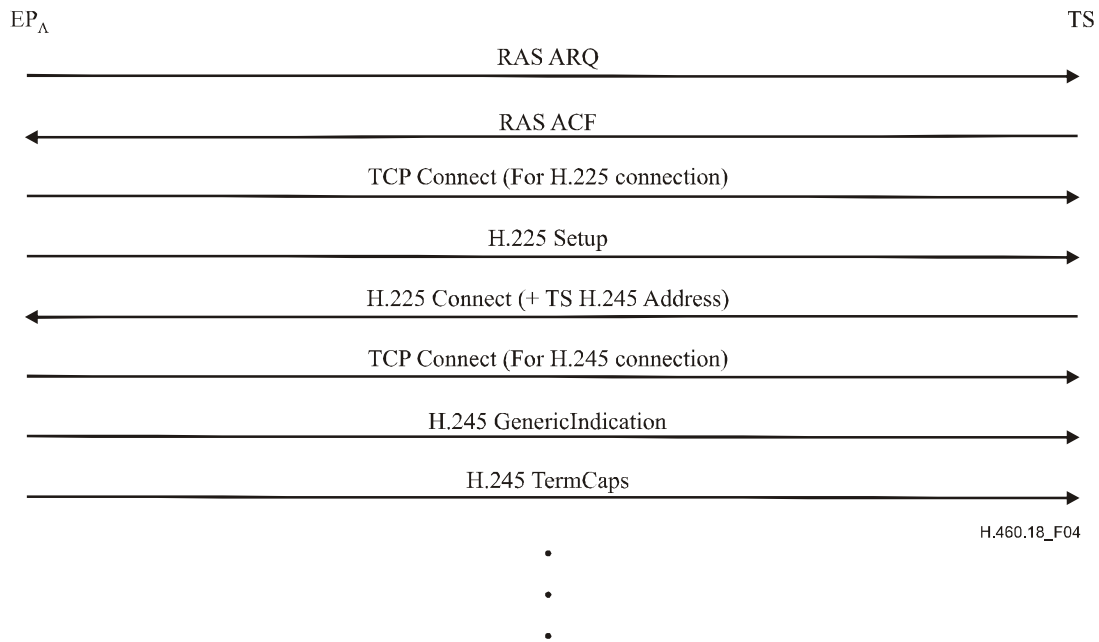 EPA TS
RAS ARQ
RAS ACF
TCP Connect (For H.225 connection)
H.225 Setup
H.225 Connect (+ TS H.245 Address)
TCP Connect (For H.245 connection)
H.245 GenericIndication
H.245 TermCaps
H.460.18_F04